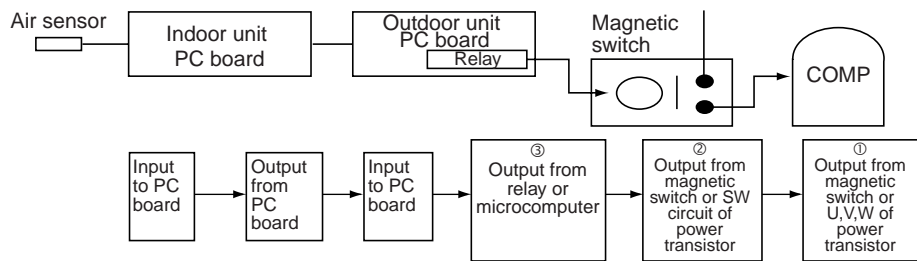 Air sensor
Indoor unit
PC board
Outdoor unit
PC board
Relay
Magnetic
switch
COMP
Input
to PC
board
Output
from
PC
board
Input
to PC
board
③
Output from
relay or
microcomputer
②
Output from
magnetic
switch or SW
circuit of
power
transistor
①
Output from
magnetic
switch or
U,V,W of
power
transistor